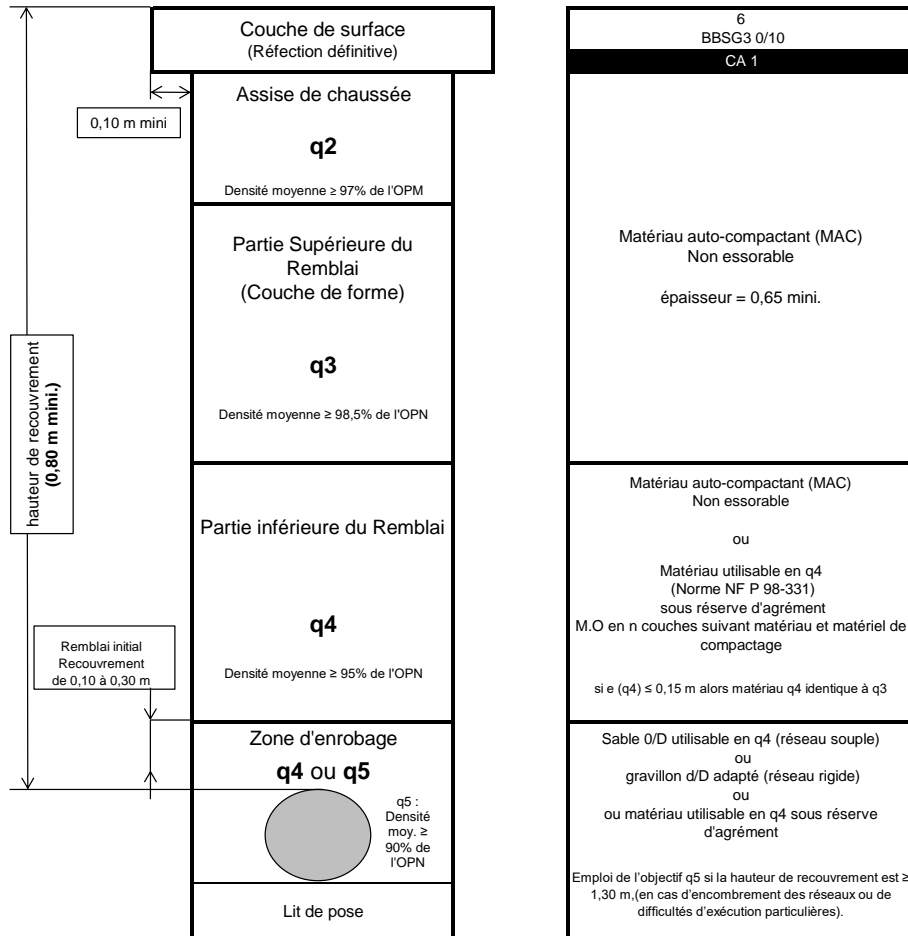 Couche de surface
(Réfection définitive)
Assise de chaussée
0,10 m mini
q2
Densité moyenne ≥ 97% de l'OPM
Partie Supérieure du
Remblai
(Couche de forme)
q3
Densité moyenne ≥ 98,5% de l'OPN
hauteur de recouvrement
(0,80 m mini.)
Partie inférieure du Remblai
q4
Densité moyenne ≥ 95% de l'OPN
Remblai initial
Recouvrement
de 0,10 à 0,30 m
Zone d'enrobage
q4 ou q5
q5 :
Densité
moy. ≥
90% de
l'OPN
Lit de pose
6
BBSG3 0/10
CA 1
Matériau auto-compactant (MAC)
Non essorable
épaisseur = 0,65 mini.
Matériau auto-compactant (MAC)
Non essorable
ou
Matériau utilisable en q4
(Norme NF P 98-331)
sous réserve d'agrément
M.O en n couches suivant matériau et matériel de
compactage
si e (q4) ≤ 0,15 m alors matériau q4 identique à q3
Sable 0/D utilisable en q4 (réseau souple)
ou
gravillon d/D adapté (réseau rigide)
ou
ou matériau utilisable en q4 sous réserve
d'agrément
Emploi de l'objectif q5 si la hauteur de recouvrement est ≥
1,30 m,(en cas d'encombrement des réseaux ou de
difficultés d'exécution particulières).